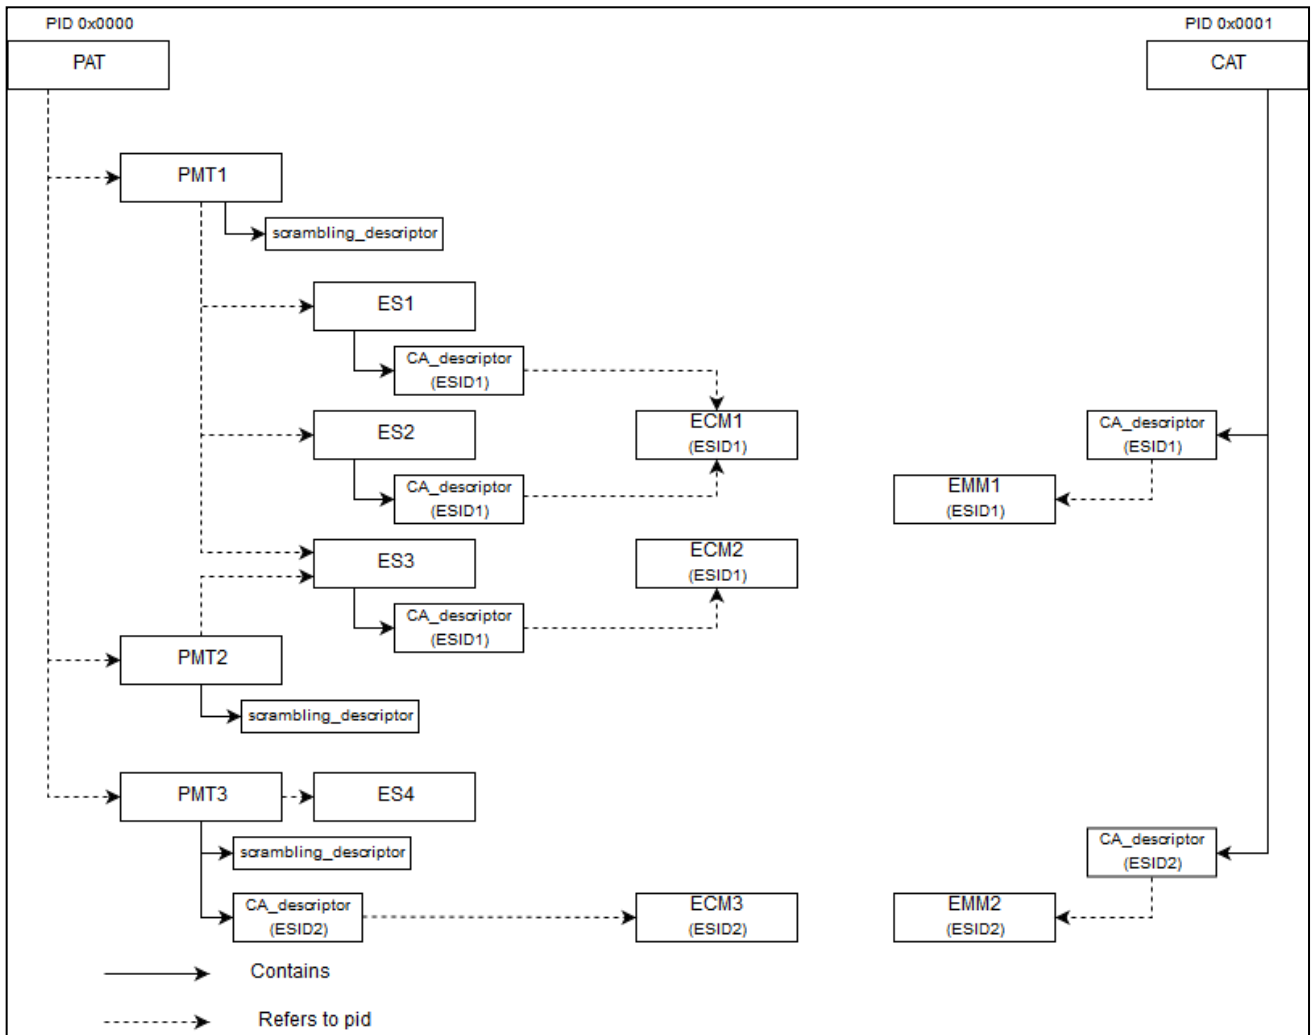 PID 0x0000
PID 0x0001
PAT
CAT
PMT1
scrambling_descriptor
ES1
CA_descriptor
(ESID1)
ES2
ECM1
(ESID1)
CA_descriptor
(ESID1)
CA_descriptor
(ESID1)
EMM1
(ESID1)
ES3
ECM2
(ESID1)
CA_descriptor
(ESID1)
PMT2
scrambling_descriptor
PMT3
ES4
scrambling_descriptor
CA_descriptor
(ESID2)
CA_descriptor
(ESID2)
ECM3
(ESID2)
EMM2
(ESID2)
Contains
Refers to pid